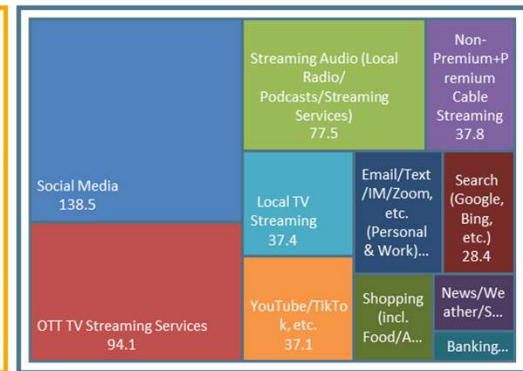 Social Media
138.5
OTT TV Streaming Services
94.1
Streaming Audio (Local
Radio/
Podcasts/Streaming
Services)
77.5
Non-
Premium+P
remium
Cable
Streaming
37.8
Local TV
Streaming
37.4
YouTube/TikTo
k, etc.
37.1
Email/Text
/IM/Zoom,
etc.
(Personal
& Work)...
Search
(Google,
Bing,
etc.)
28.4
Shopping
(incl.
Food/A...
News/We
ather/S...
Banking...